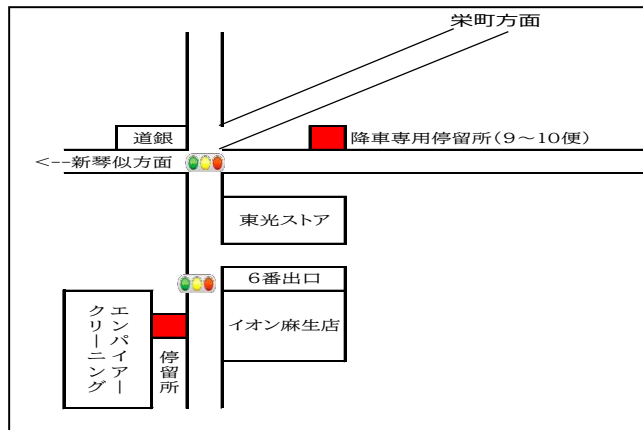 栄町方面
道銀
降車専用停留所(9~10便)
<--新琴似方面
東光ストア
6番出口
イオン麻生店
エンパイアー
クリーニング
停留所